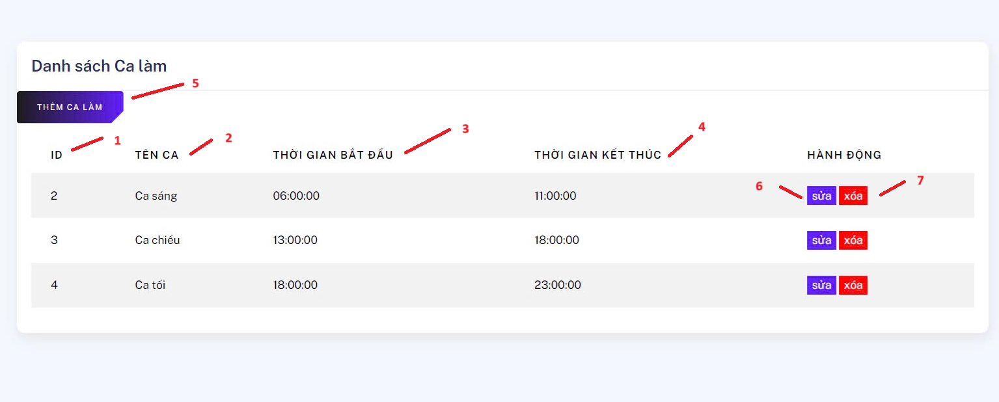 Danh sách Ca làm
5
THÊM CA LÀM
1 2 3 4
ID TÊN CA THỜI GIAN BẮT ĐẦU THỜI GIAN KẾT THÚC HÀNH ĐỘNG
6 7
2 Ca sáng 06:00:00 11:00:00 sửa xóa
3 Ca chiều 13:00:00 18:00:00 sửa xóa
4 Ca tối 18:00:00 23:00:00 sửa xóa